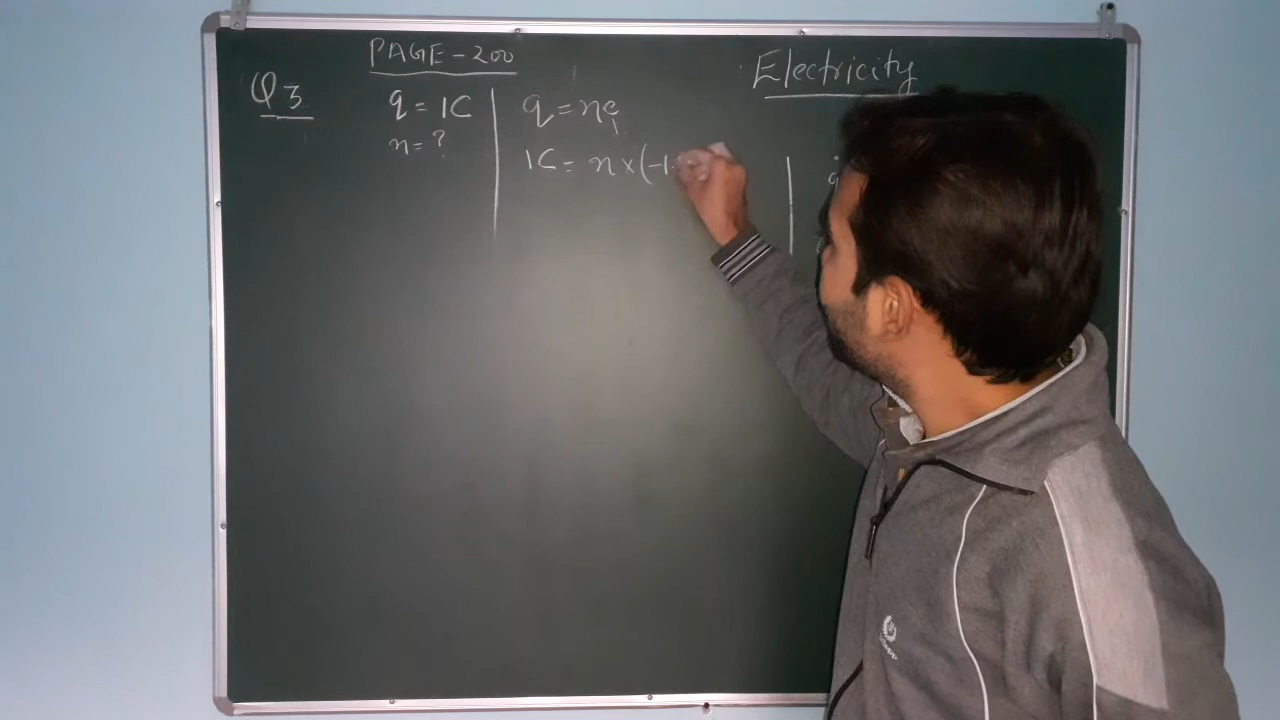 PAGE-200
Electricity
Q3
q = 1C
n = ?
q = ne
1C = n×(-1.